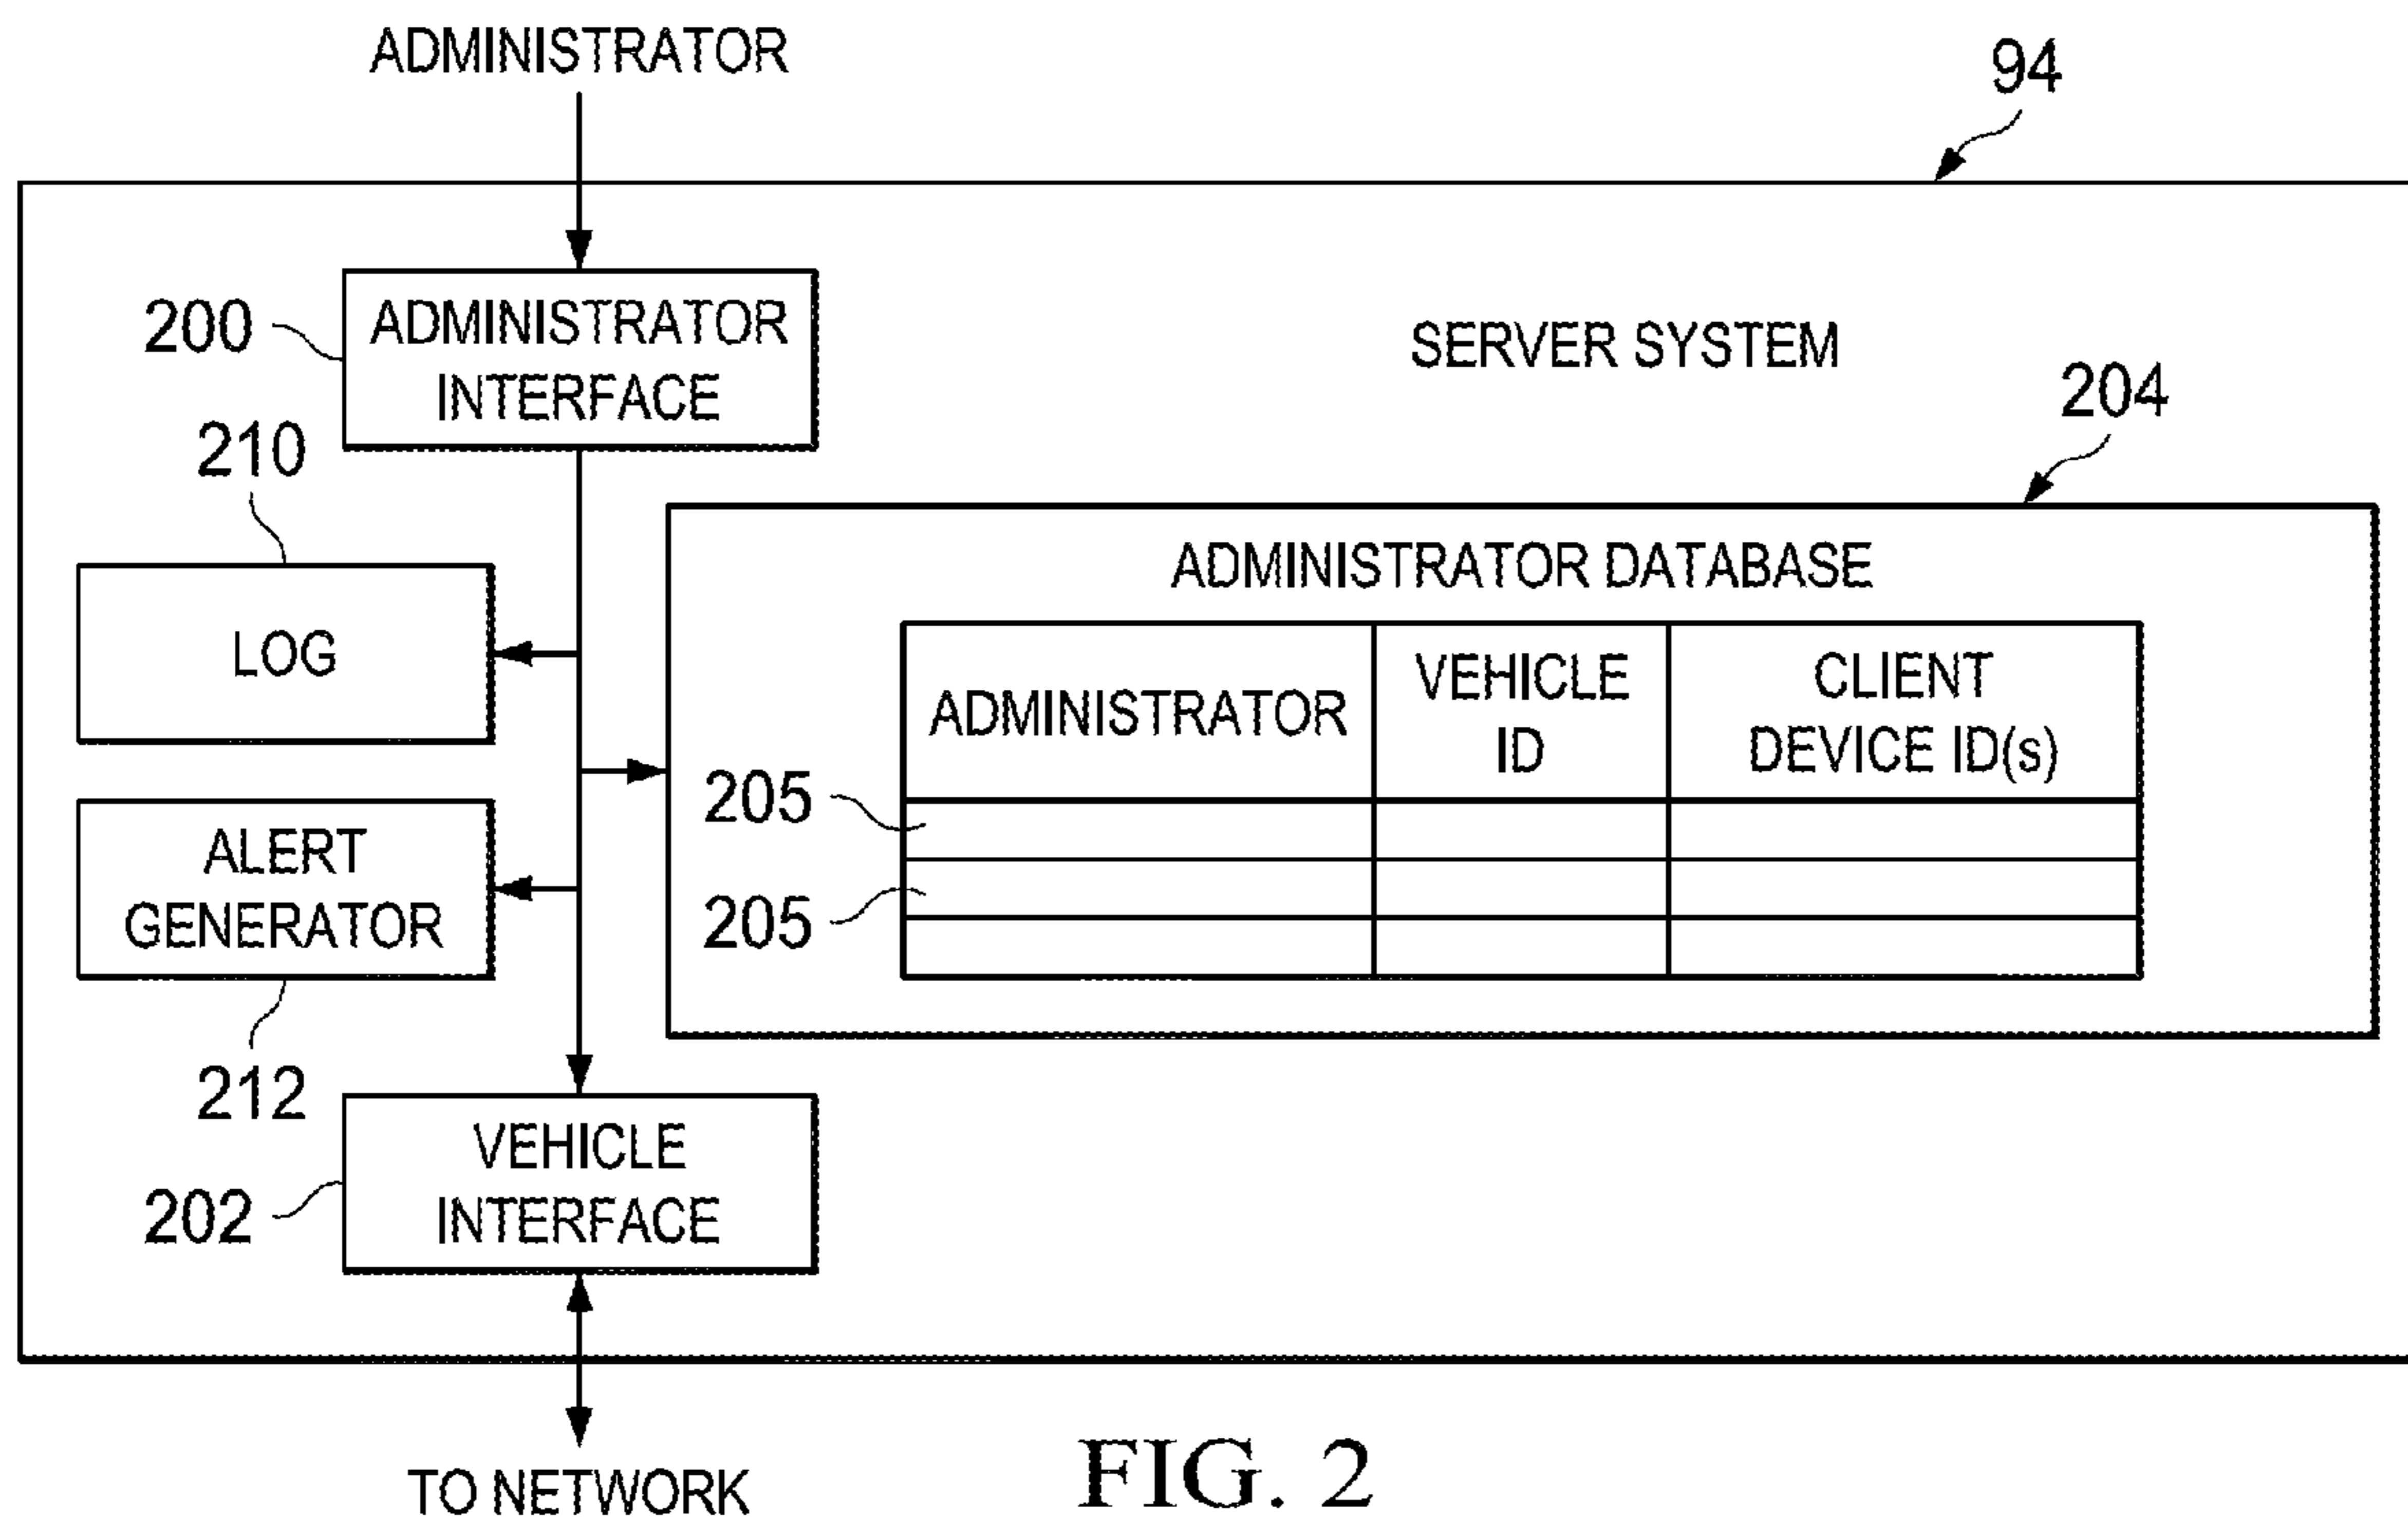 ADMINISTRATOR
94
200
ADMINISTRATOR
INTERFACE
SERVER SYSTEM
204
210
LOG
ADMINISTRATOR DATABASE
ADMINISTRATOR
VEHICLE
ID
CLIENT
DEVICE ID(s)
205
205
ALERT
GENERATOR
212
VEHICLE
INTERFACE
202
TO NETWORK
FIG. 2